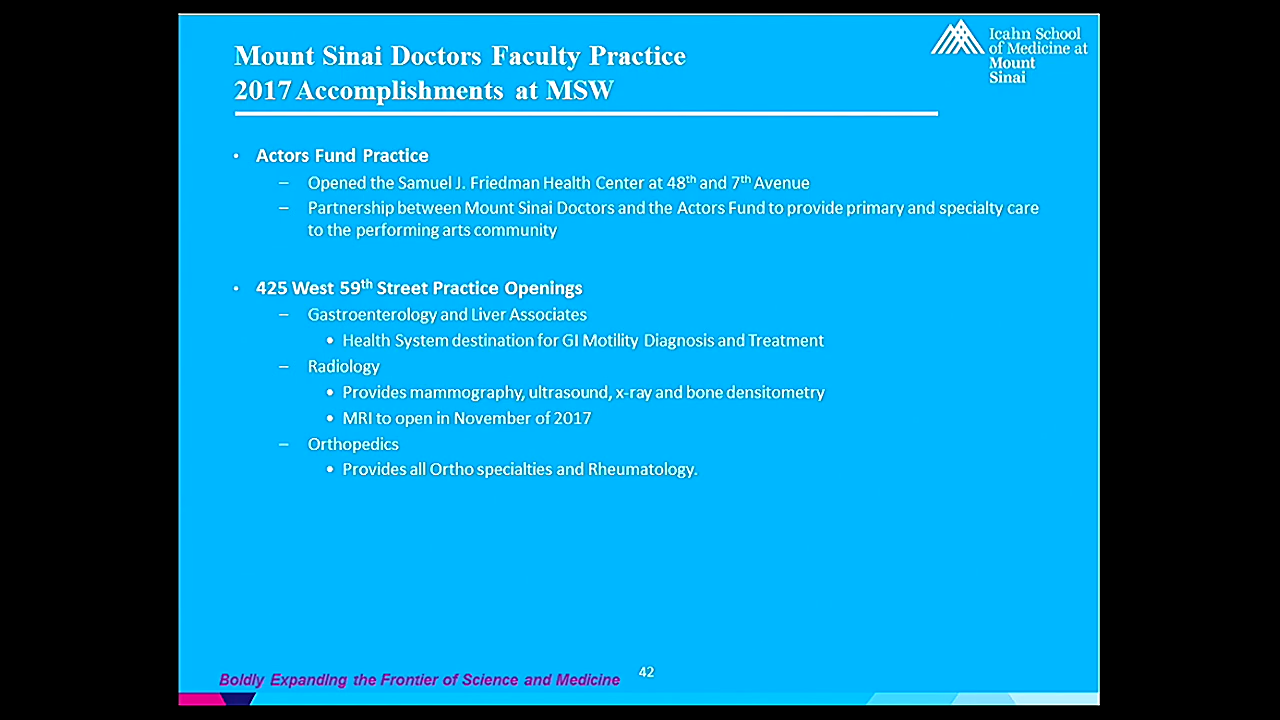 Mount Sinai Doctors Faculty Practice
2017 Accomplishments at MSW
Icahn School
of Medicine at
Mount
Sinai
• Actors Fund Practice
– Opened the Samuel J. Friedman Health Center at 48th and 7th Avenue
– Partnership between Mount Sinai Doctors and the Actors Fund to provide primary and specialty care
to the performing arts community
• 425 West 59th Street Practice Openings
– Gastroenterology and Liver Associates
• Health System destination for GI Motility Diagnosis and Treatment
– Radiology
• Provides mammography, ultrasound, x-ray and bone densitometry
• MRI to open in November of 2017
– Orthopedics
• Provides all Ortho specialties and Rheumatology.
Boldly Expanding the Frontier of Science and Medicine
42